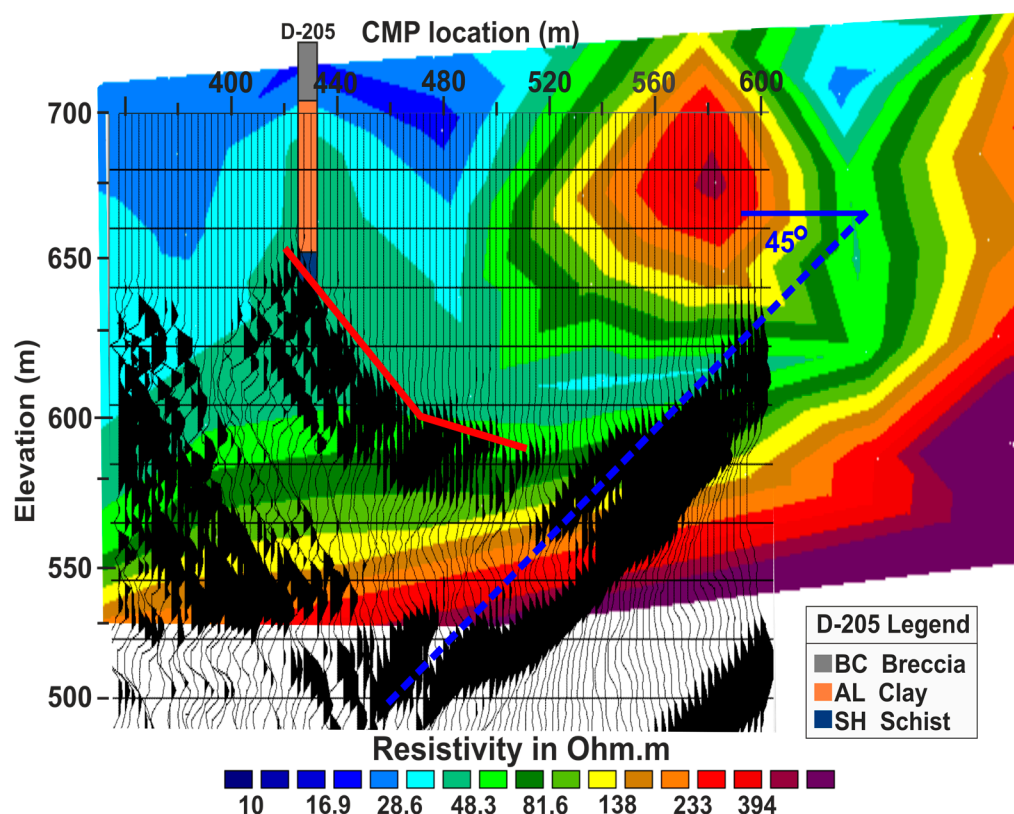 D-205 CMP location (m)
400 440 480 520 560 600
700
650
600
550
500
Elevation (m)
45º
D-205 Legend
BC Breccia
AL Clay
SH Schist
Resistivity in Ohm.m
10 16.9 28.6 48.3 81.6 138 233 394